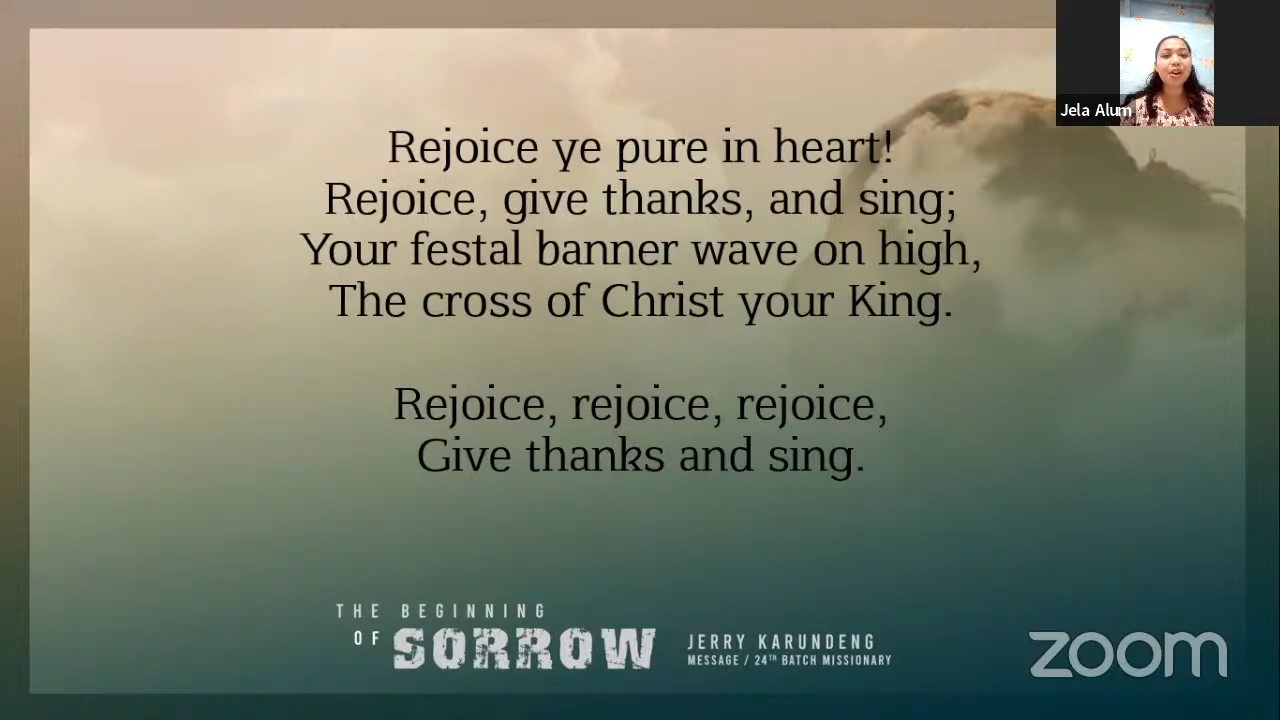 Jela Alum
Rejoice ye pure in heart!
Rejoice, give thanks, and sing;
Your festal banner wave on high,
The cross of Christ your King.
Rejoice, rejoice, rejoice,
Give thanks and sing.
THE BEGINNING
OF SORROW
JERRY KARUNDENG
MESSAGE / 24TH BATCH MISSIONARY
zoom